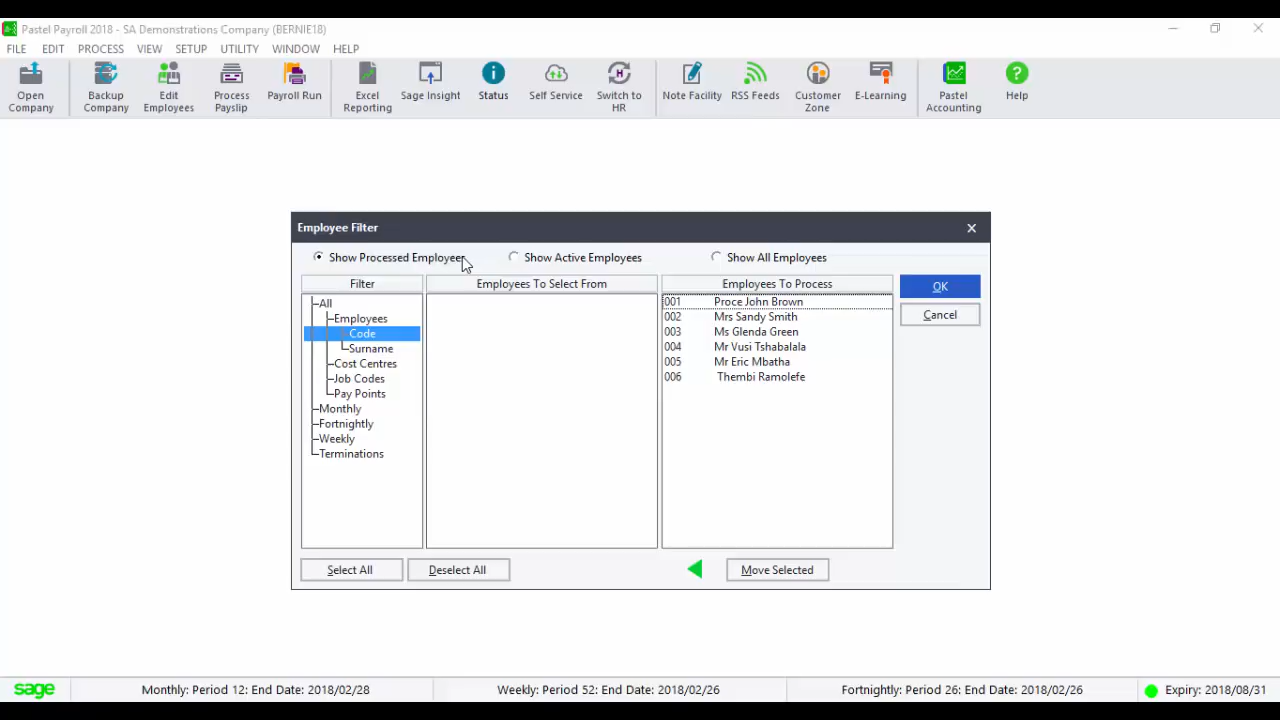 Pastel Payroll 2018 - SA Demonstrations Company (BERNIE18)
FILE EDIT PROCESS VIEW SETUP UTILITY WINDOW HELP
Open Company
Backup Company
Edit Employees
Process Payslip
Payroll Run
Excel Reporting
Sage Insight
Status
Self Service
Switch to HR
Note Facility
RSS Feeds
Customer Zone
E-Learning
Pastel Accounting
Help
Employee Filter
Show Processed Employees Show Active Employees Show All Employees
Filter Employees To Select From Employees To Process
All
Employees
Code
Surname
Cost Centres
Job Codes
Pay Points
Monthly
Fortnightly
Weekly
Terminations
001 Proce John Brown
002 Mrs Sandy Smith
003 Ms Glenda Green
004 Mr Vusi Tshabalala
005 Mr Eric Mbatha
006 Thembi Ramolefe
OK
Cancel
Select All Deselect All Move Selected
sage Monthly: Period 12: End Date: 2018/02/28 Weekly: Period 52: End Date: 2018/02/26 Fortnightly: Period 26: End Date: 2018/02/26 Expiry: 2018/08/31